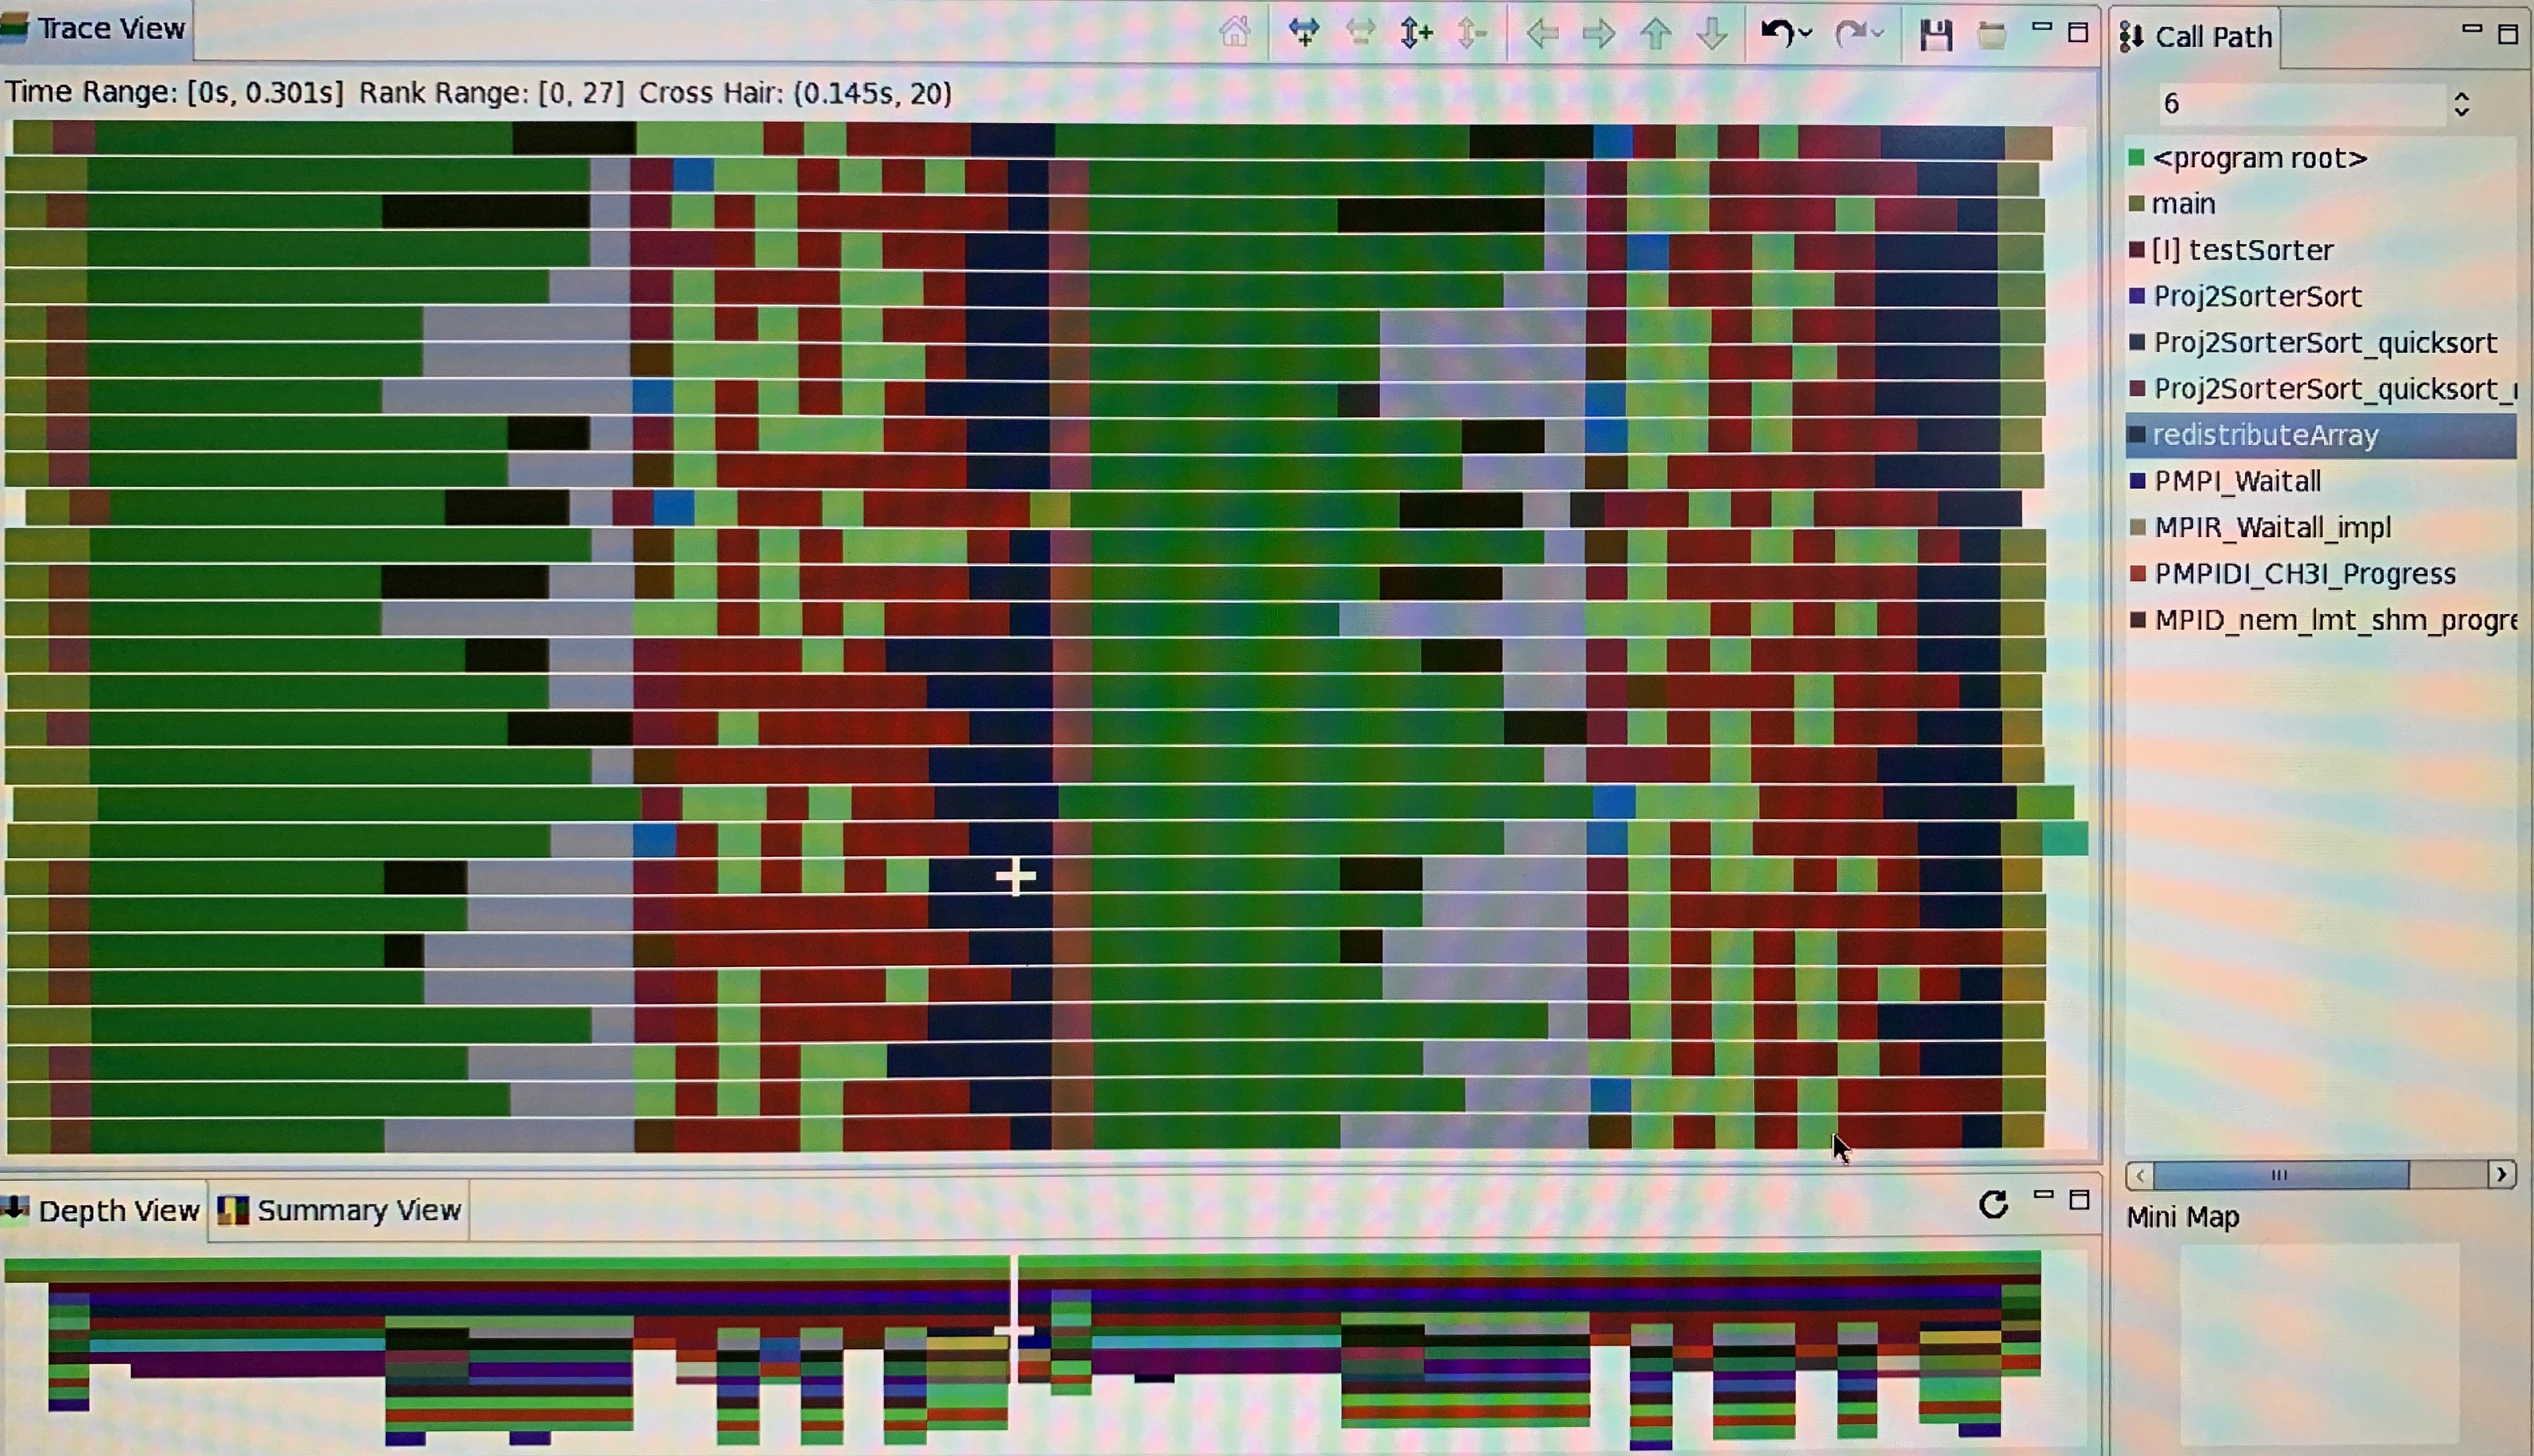 Trace View
Time Range: [0s, 0.301s] Rank Range: [0, 27] Cross Hair: (0.145s, 20)
Call Path
6
<program root>
main
[I] testSorter
Proj2SorterSort
Proj2SorterSort_quicksort
Proj2SorterSort_quicksort_
redistributeArray
PMPI_Waitall
MPIR_Waitall_impl
PMPIDI_CH3I_Progress
MPID_nem_lmt_shm_progre
Depth View
Summary View
Mini Map